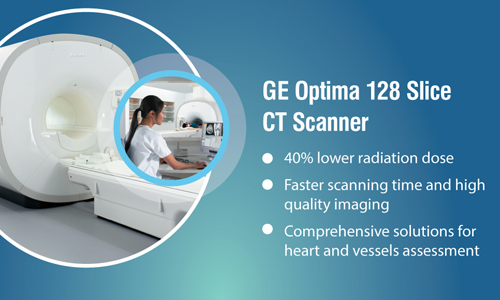 GE Optima 128 Slice
CT Scanner
40% lower radiation dose
Faster scanning time and high
quality imaging
Comprehensive solutions for
heart and vessels assessment